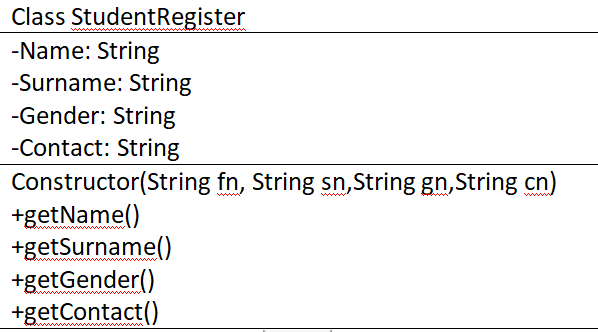 Class StudentRegister
-Name: String
-Surname: String
-Gender: String
-Contact: String
Constructor(String fn, String sn,String gn,String cn)
+getName()
+getSurname()
+getGender()
+getContact()